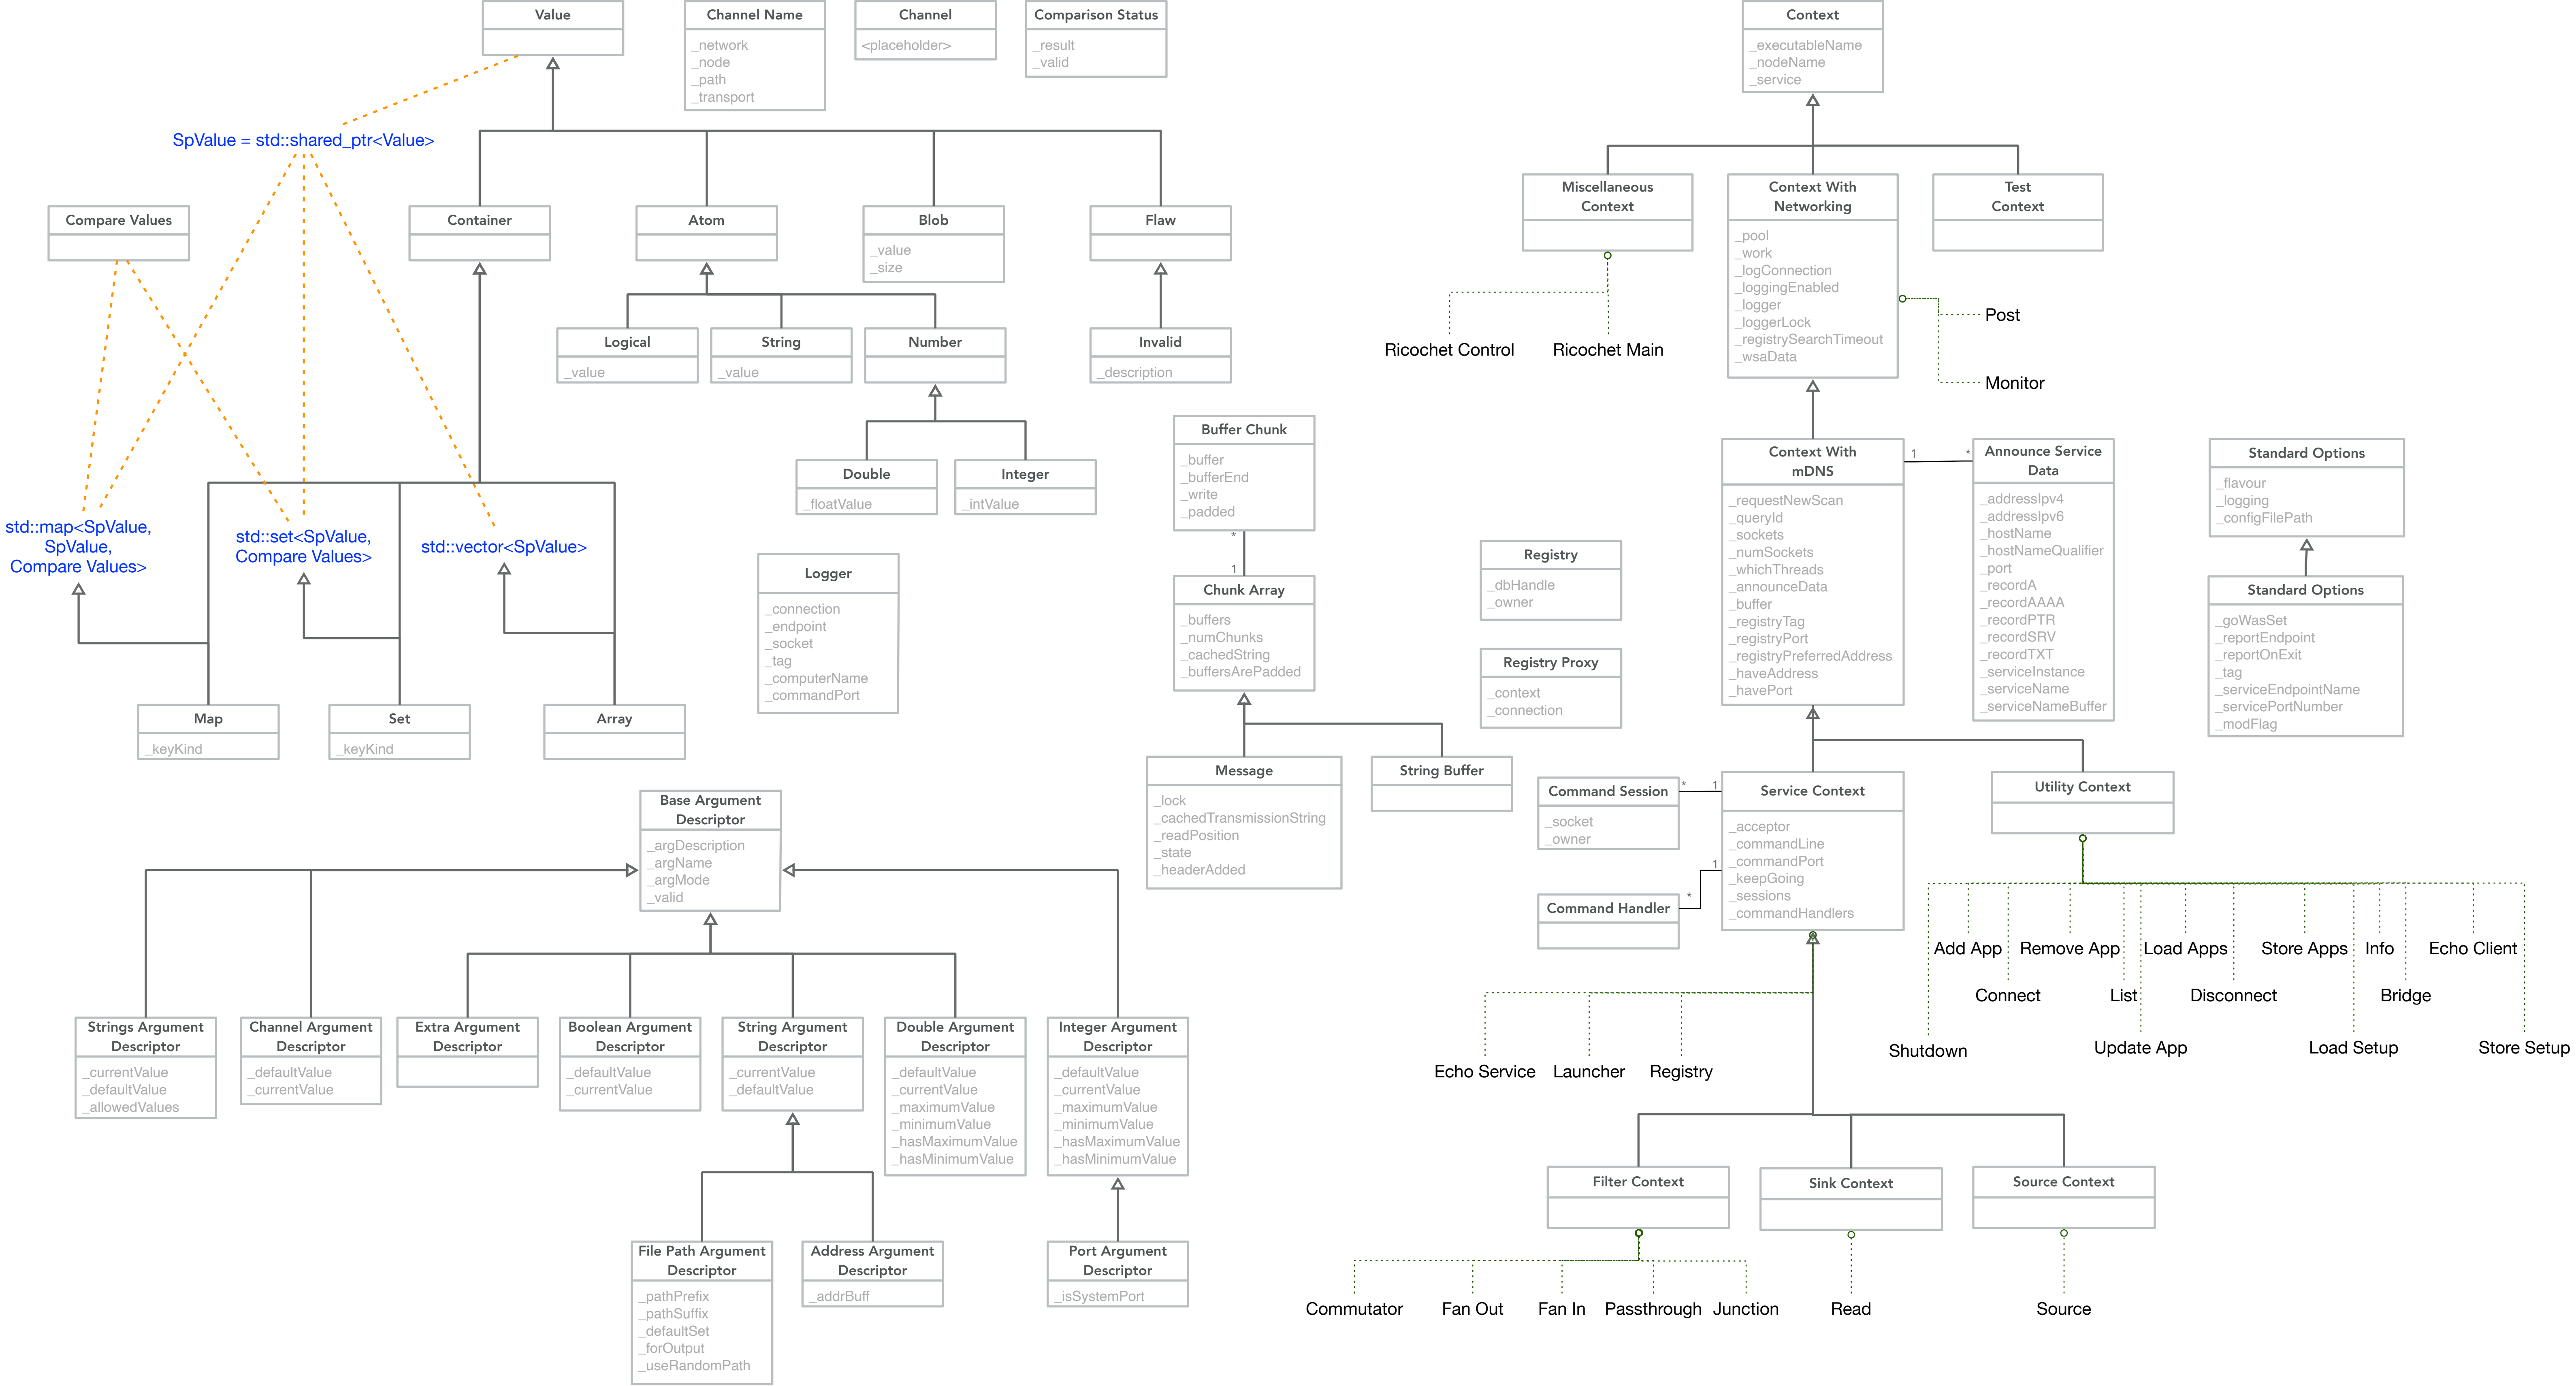 Value
Channel Name
_network
_node
_path
_transport
Channel
<placeholder>
Comparison Status
_result
_valid
Context
_executableName
_nodeName
_service
SpValue = std::shared_ptr<Value>
Compare Values
Container
Atom
Blob
_value
_size
Flaw
Logical
_value
String
_value
Number
Invalid
_description
Double
_floatValue
Integer
_intValue
std::map<SpValue,
SpValue,
Compare Values>
std::set<SpValue,
Compare Values>
std::vector<SpValue>
Map
_keyKind
Set
_keyKind
Array
Logger
_connection
_endpoint
_socket
_tag
_computerName
_commandPort
Buffer Chunk
_buffer
_bufferEnd
_write
_padded
*
1
Chunk Array
_buffers
_numChunks
_cachedString
_buffersArePadded
Message
_lock
_cachedTransmissionString
_readPosition
_state
_headerAdded
String Buffer
Base Argument
Descriptor
_argDescription
_argName
_argMode
_valid
Strings Argument
Descriptor
_currentValue
_defaultValue
_allowedValues
Channel Argument
Descriptor
_defaultValue
_currentValue
Extra Argument
Descriptor
Boolean Argument
Descriptor
_defaultValue
_currentValue
String Argument
Descriptor
_currentValue
_defaultValue
Double Argument
Descriptor
_defaultValue
_currentValue
_maximumValue
_minimumValue
_hasMaximumValue
_hasMinimumValue
Integer Argument
Descriptor
_defaultValue
_currentValue
_maximumValue
_minimumValue
_hasMaximumValue
_hasMinimumValue
File Path Argument
Descriptor
_pathPrefix
_pathSuffix
_defaultSet
_forOutput
_useRandomPath
Address Argument
Descriptor
_addrBuff
Port Argument
Descriptor
_isSystemPort
Miscellaneous
Context
Context With
Networking
_pool
_work
_logConnection
_loggingEnabled
_logger
_loggerLock
_registrySearchTimeout
_wsaData
Test
Context
Ricochet Control
Ricochet Main
Post
Monitor
Context With
mDNS
_requestNewScan
_queryId
_sockets
_numSockets
_whichThreads
_announceData
_buffer
_registryTag
_registryPort
_registryPreferredAddress
_haveAddress
_havePort
1
*
Announce Service
Data
_addressIpv4
_addressIpv6
_hostName
_hostNameQualifier
_port
_recordA
_recordAAAA
_recordPTR
_recordSRV
_recordTXT
_serviceInstance
_serviceName
_serviceNameBuffer
Standard Options
_flavour
_logging
_configFilePath
Standard Options
_goWasSet
_reportEndpoint
_reportOnExit
_tag
_serviceEndpointName
_servicePortNumber
_modFlag
Registry
_dbHandle
_owner
Registry Proxy
_context
_connection
Command Session
_socket
_owner
*
1
Command Handler
*
1
Service Context
_acceptor
_commandLine
_commandPort
_keepGoing
_sessions
_commandHandlers
Utility Context
Add App
Remove App
Load Apps
Store Apps
Info
Echo Client
Connect
List
Disconnect
Bridge
Shutdown
Update App
Load Setup
Store Setup
Echo Service
Launcher
Registry
Filter Context
Sink Context
Source Context
Commutator
Fan Out
Fan In
Passthrough
Junction
Read
Source